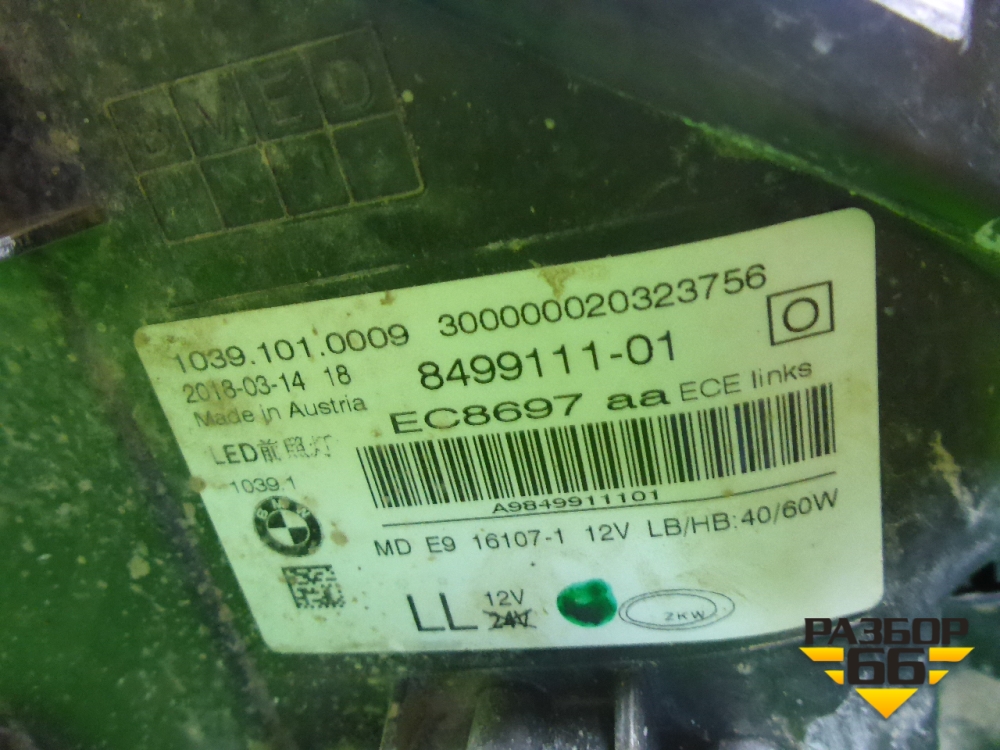 BMED
1039.101.0009 300000020323756
2018-03-14 18 8499111-01 O
Made in Austria EC8697 aa ECE links
LED前照灯
1039.1
A9849911101
BMW
MD E9 16107-1 12V LB/HB:40/60W
LL 12V
24V
ZKW
РАЗБОР
66